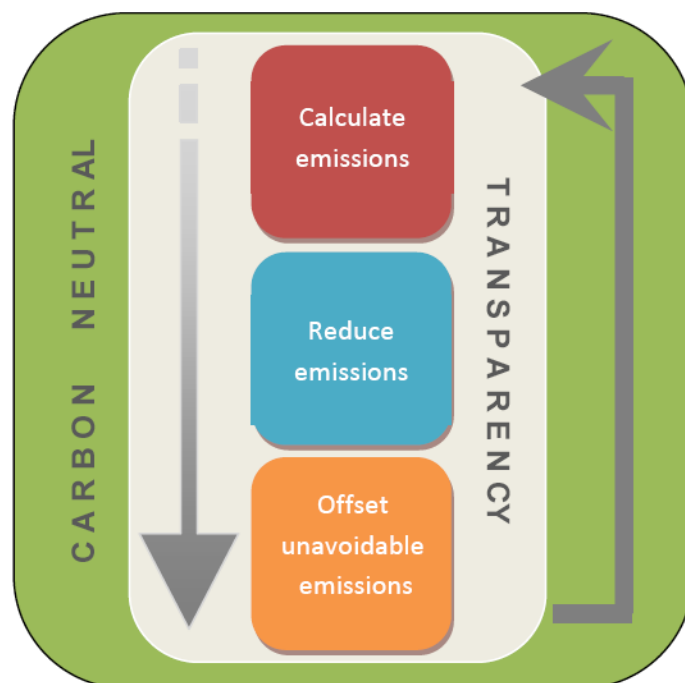 CARBON NEUTRAL
Calculate
emissions
Reduce
emissions
Offset
unavoidable
emissions
TRANSPARENCY